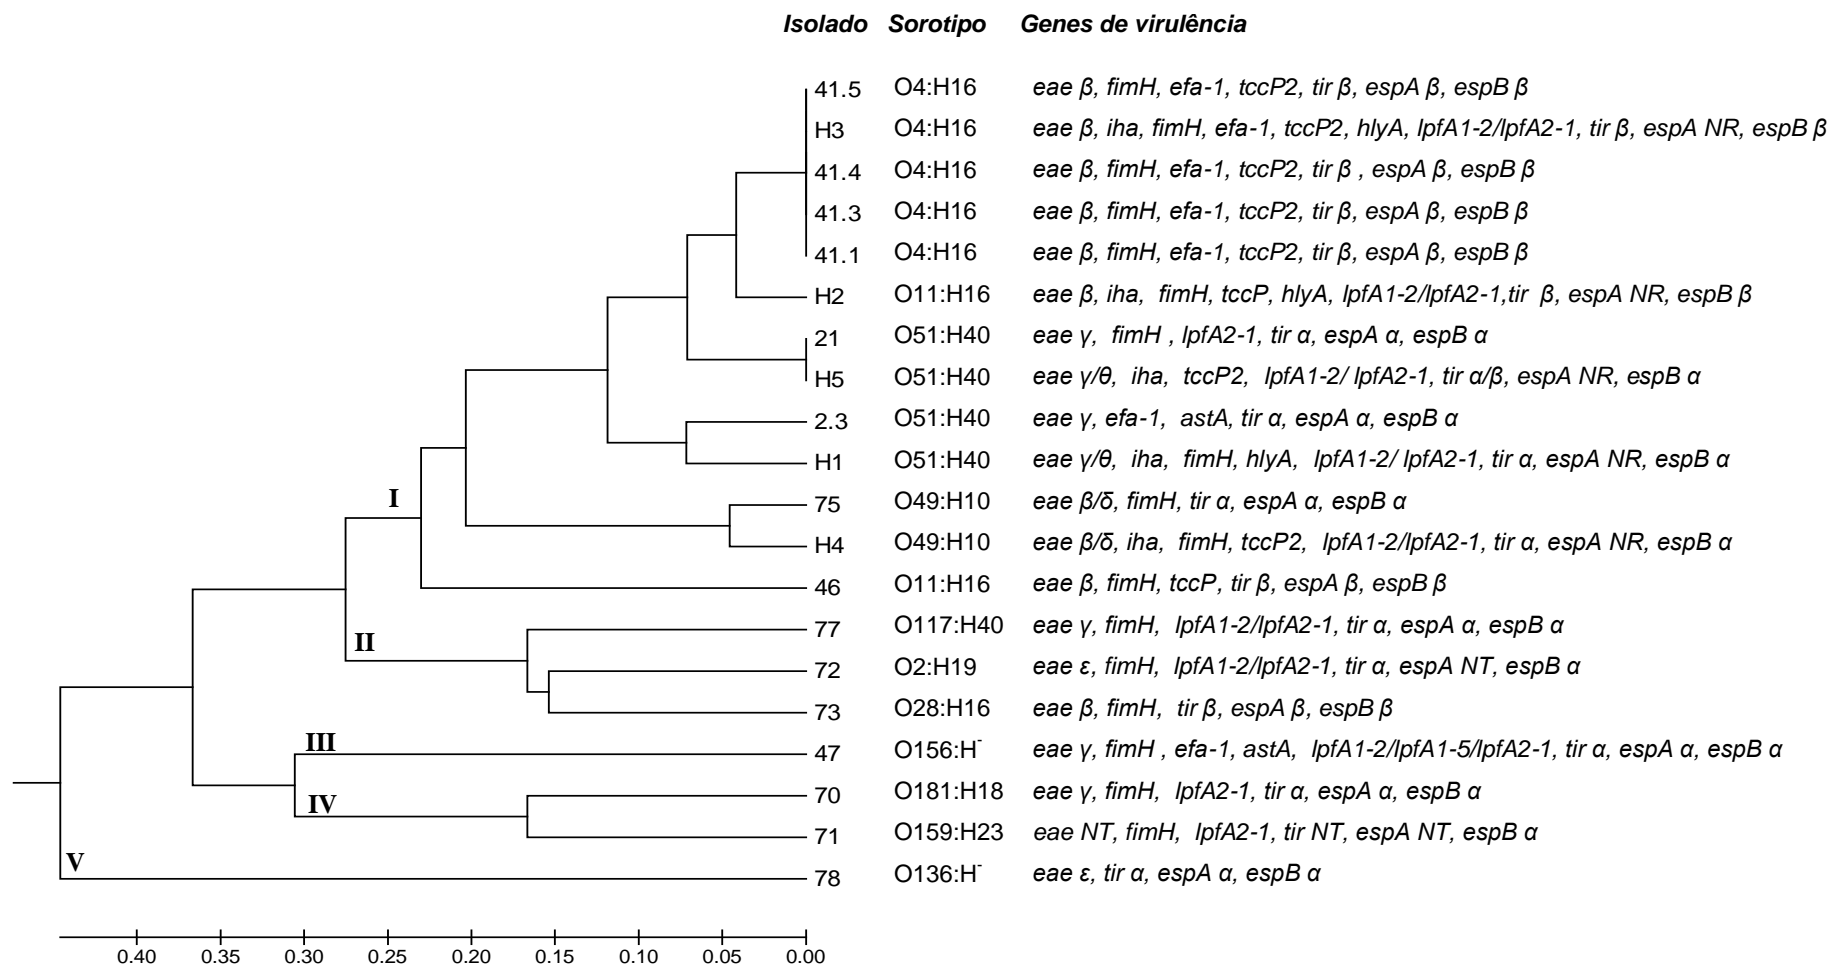 Isolado Sorotipo Genes de virulência
41.5 O4:H16 eae β, fimH, efa-1, tccP2, tir β, espA β, espB β
H3 O4:H16 eae β, iha, fimH, efa-1, tccP2, hlyA, lpfA1-2/lpfA2-1, tir β, espA NR, espB β
41.4 O4:H16 eae β, fimH, efa-1, tccP2, tir β , espA β, espB β
41.3 O4:H16 eae β, fimH, efa-1, tccP2, tir β, espA β, espB β
41.1 O4:H16 eae β, fimH, efa-1, tccP2, tir β, espA β, espB β
H2 O11:H16 eae β, iha, fimH, tccP, hlyA, lpfA1-2/lpfA2-1,tir β, espA NR, espB β
21 O51:H40 eae γ, fimH , lpfA2-1, tir α, espA α, espB α
H5 O51:H40 eae γ/θ, iha, tccP2, lpfA1-2/ lpfA2-1, tir α/β, espA NR, espB α
2.3 O51:H40 eae γ, efa-1, astA, tir α, espA α, espB α
H1 O51:H40 eae γ/θ, iha, fimH, hlyA, lpfA1-2/ lpfA2-1, tir α, espA NR, espB α
I
75 O49:H10 eae β/δ, fimH, tir α, espA α, espB α
H4 O49:H10 eae β/δ, iha, fimH, tccP2, lpfA1-2/lpfA2-1, tir α, espA NR, espB α
46 O11:H16 eae β, fimH, tccP, tir β, espA β, espB β
77 O117:H40 eae γ, fimH, lpfA1-2/lpfA2-1, tir α, espA α, espB α
II
72 O2:H19 eae ε, fimH, lpfA1-2/lpfA2-1, tir α, espA NT, espB α
73 O28:H16 eae β, fimH, tir β, espA β, espB β
III
47 O156:H⁻ eae γ, fimH , efa-1, astA, lpfA1-2/lpfA1-5/lpfA2-1, tir α, espA α, espB α
70 O181:H18 eae γ, fimH, lpfA2-1, tir α, espA α, espB α
IV
71 O159:H23 eae NT, fimH, lpfA2-1, tir NT, espA NT, espB α
V
78 O136:H⁻ eae ε, tir α, espA α, espB α
0.40 0.35 0.30 0.25 0.20 0.15 0.10 0.05 0.00